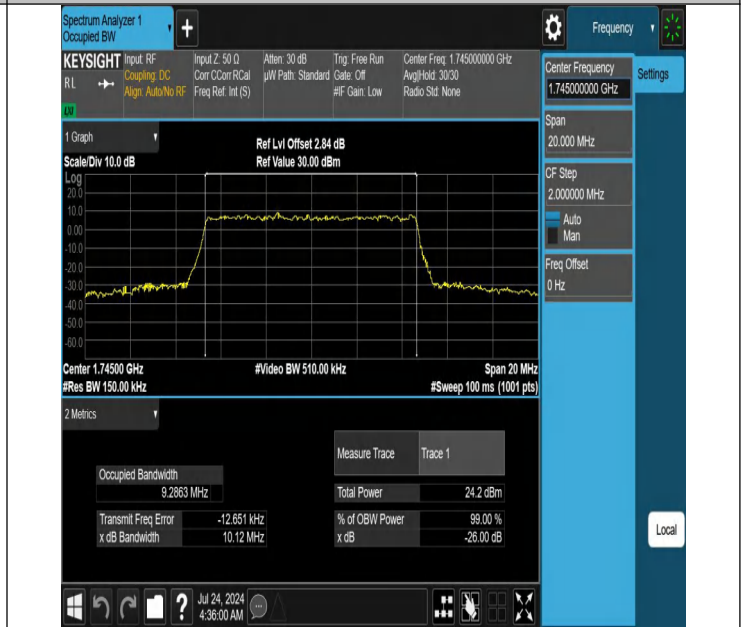 Spectrum Analyzer 1
Occupied BW
+
Frequency
KEYSIGHT
RL
Input: RF
Coupling: DC
Align: Auto/No RF
Input Z: 50 Ω
Corr CCorr RCal
Freq Ref: Int (S)
Atten: 30 dB
µW Path: Standard
Trig: Free Run
Gate: Off
#IF Gain: Low
Center Freq: 1.745000000 GHz
Avg|Hold: 30/30
Radio Std: None
Center Frequency
1.745000000 GHz
Settings
Span
20.000 MHz
CF Step
2.000000 MHz
Auto
Man
Freq Offset
0 Hz
1 Graph
Scale/Div 10.0 dB
Ref Lvl Offset 2.84 dB
Ref Value 30.00 dBm
Log
20.0
10.0
0.00
-10.0
-20.0
-30.0
-40.0
-50.0
-60.0
Center 1.74500 GHz
#Video BW 510.00 kHz
Span 20 MHz
#Res BW 150.00 kHz
#Sweep 100 ms (1001 pts)
2 Metrics
Measure Trace
Trace 1
Occupied Bandwidth
9.2863 MHz
Total Power
24.2 dBm
Transmit Freq Error
-12.651 kHz
% of OBW Power
99.00 %
x dB Bandwidth
10.12 MHz
x dB
-26.00 dB
Local
?
Jul 24, 2024
4:36:00 AM